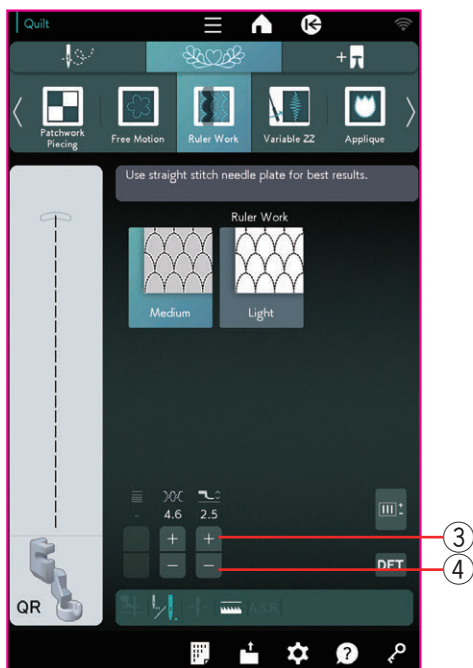 Quilt
Patchwork
Piecing
Free Motion
Ruler Work
Variable ZZ
Applique
Use straight stitch needle plate for best results.
Ruler Work
Medium
Light
- 4.6 2.5
+ +
③
- -
④
DET
QR
A.S.R.
?